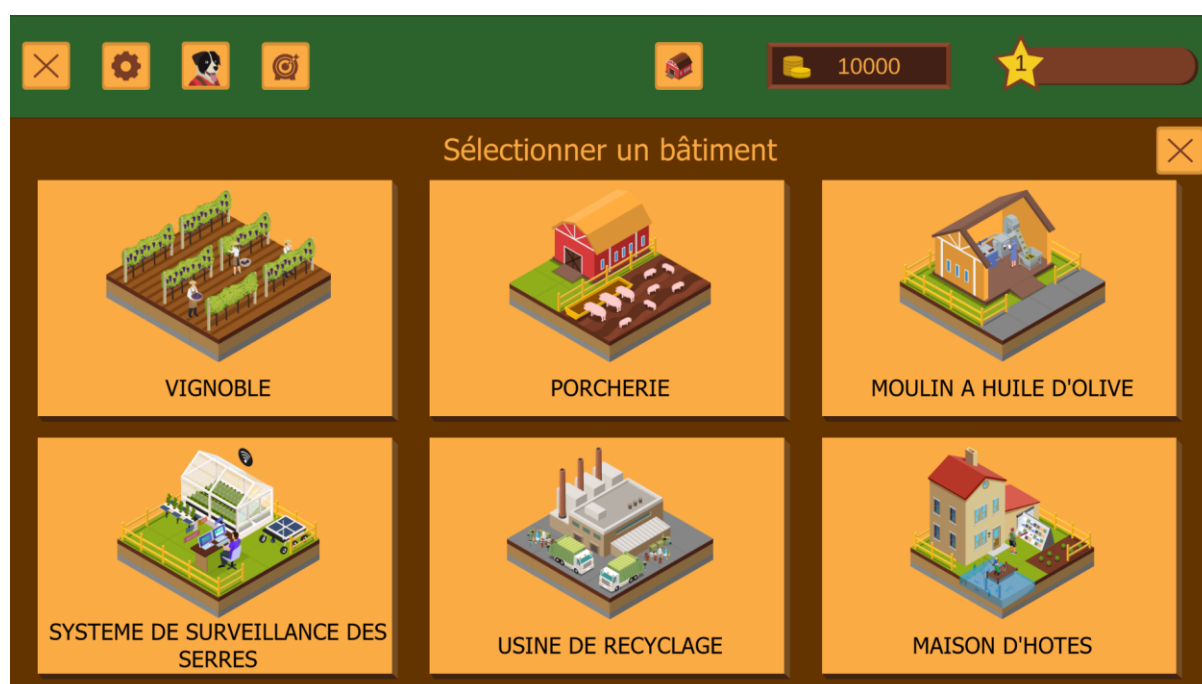 10000
1
Sélectionner un bâtiment
VIGNOBLE
PORCHERIE
MOULIN A HUILE D'OLIVE
SYSTEME DE SURVEILLANCE DES
SERRES
USINE DE RECYCLAGE
MAISON D'HOTES